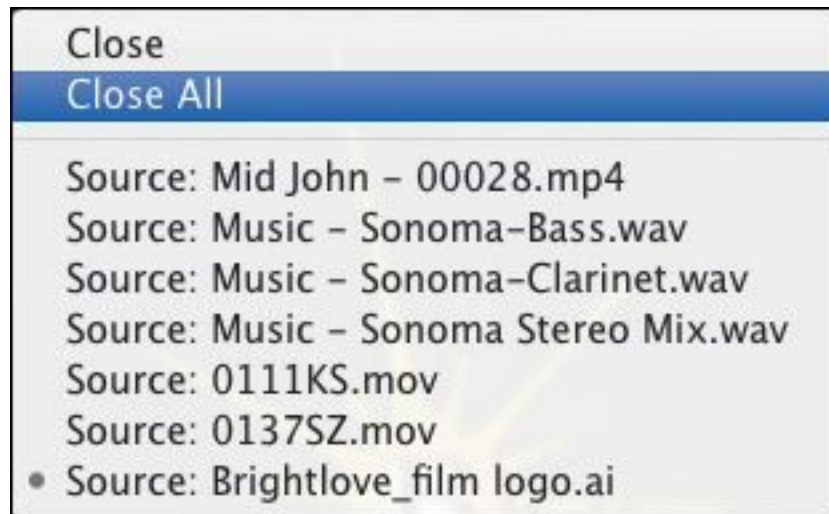 Close
Close All
Source: Mid John – 00028.mp4
Source: Music – Sonoma-Bass.wav
Source: Music – Sonoma-Clarinet.wav
Source: Music – Sonoma Stereo Mix.wav
Source: 0111KS.mov
Source: 0137SZ.mov
Source: Brightlove_film logo.ai